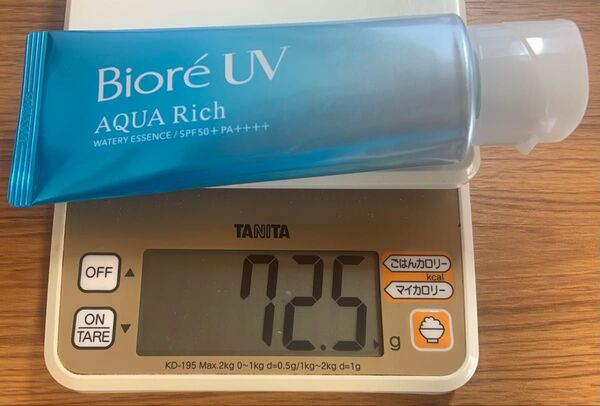 Bioré UV
AQUA Rich
WATERY ESSENCE / SPF50+ PA++++
TANITA
OFF
ON
/TARE
72.5 g
ごはんカロリー
kcal
マイカロリー
KD-195 Max.2kg 0~1kg d=0.5g/1kg~2kg d=1g